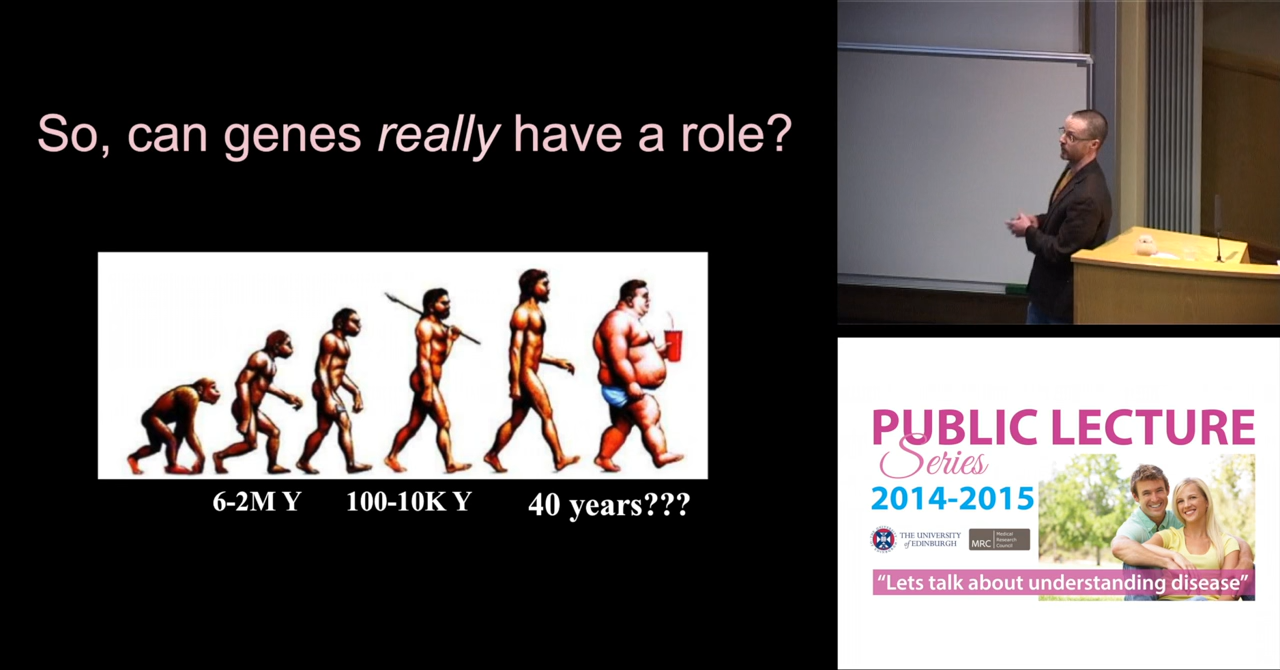 So, can genes really have a role?
6-2M Y
100-10K Y
40 years???
PUBLIC LECTURE
Series
2014-2015
THE UNIVERSITY
of EDINBURGH
MRC
Medical
Research
Council
"Lets talk about understanding disease"